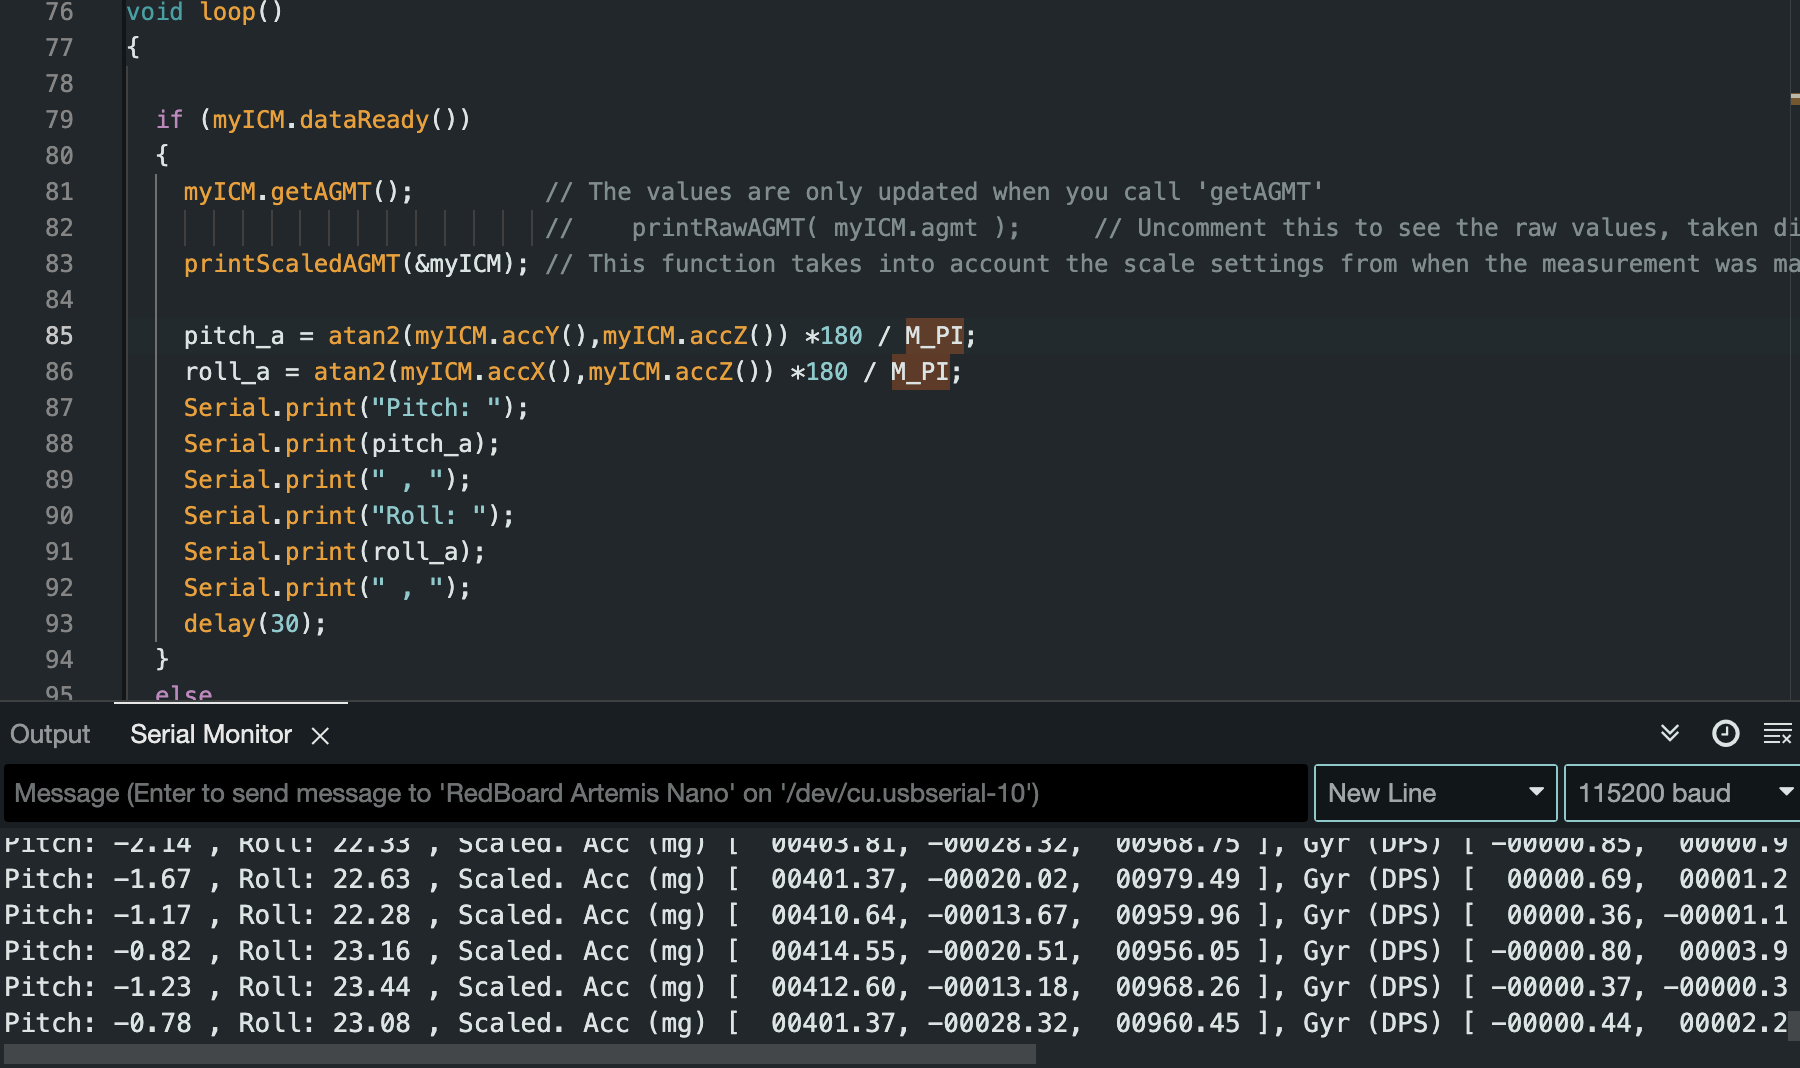 76 void loop()
77 {
78
79 if (myICM.dataReady())
80 {
81 myICM.getAGMT(); // The values are only updated when you call 'getAGMT'
82 // printRawAGMT( myICM.agmt ); // Uncomment this to see the raw values, taken di
83 printScaledAGMT(&myICM); // This function takes into account the scale settings from when the measurement was ma
84
85 pitch_a = atan2(myICM.accY(),myICM.accZ()) *180 / M_PI;
86 roll_a = atan2(myICM.accX(),myICM.accZ()) *180 / M_PI;
87 Serial.print("Pitch: ");
88 Serial.print(pitch_a);
89 Serial.print(" , ");
90 Serial.print("Roll: ");
91 Serial.print(roll_a);
92 Serial.print(" , ");
93 delay(30);
94 }
95 else
Output Serial Monitor
Message (Enter to send message to 'RedBoard Artemis Nano' on '/dev/cu.usbserial-10') New Line 115200 baud
Pitch: -2.14 , Roll: 22.33 , Scaled. Acc (mg) [ 00403.81, -00028.32, 00968.75 ], Gyr (DPS) [ -00000.85, 00000.9
Pitch: -1.67 , Roll: 22.63 , Scaled. Acc (mg) [ 00401.37, -00020.02, 00979.49 ], Gyr (DPS) [ 00000.69, 00001.2
Pitch: -1.17 , Roll: 22.28 , Scaled. Acc (mg) [ 00410.64, -00013.67, 00959.96 ], Gyr (DPS) [ 00000.36, -00001.1
Pitch: -0.82 , Roll: 23.16 , Scaled. Acc (mg) [ 00414.55, -00020.51, 00956.05 ], Gyr (DPS) [ -00000.80, 00003.9
Pitch: -1.23 , Roll: 23.44 , Scaled. Acc (mg) [ 00412.60, -00013.18, 00968.26 ], Gyr (DPS) [ -00000.37, -00000.3
Pitch: -0.78 , Roll: 23.08 , Scaled. Acc (mg) [ 00401.37, -00028.32, 00960.45 ], Gyr (DPS) [ -00000.44, 00002.2